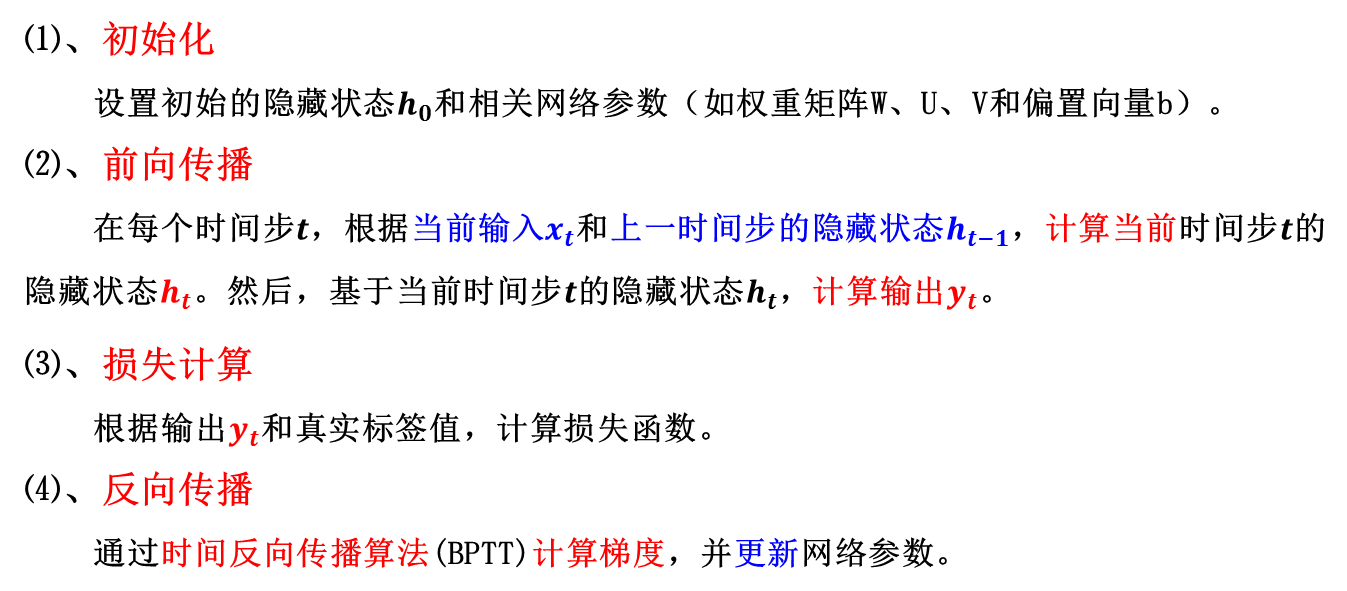 (1)、初始化
设置初始的隐藏状态h₀和相关网络参数（如权重矩阵W、U、V和偏置向量b）。
(2)、前向传播
在每个时间步t，根据当前输入xₜ和上一时间步的隐藏状态hₜ₋₁，计算当前时间步t的
隐藏状态hₜ。然后，基于当前时间步t的隐藏状态hₜ，计算输出yₜ。
(3)、损失计算
根据输出yₜ和真实标签值，计算损失函数。
(4)、反向传播
通过时间反向传播算法(BPTT)计算梯度，并更新网络参数。